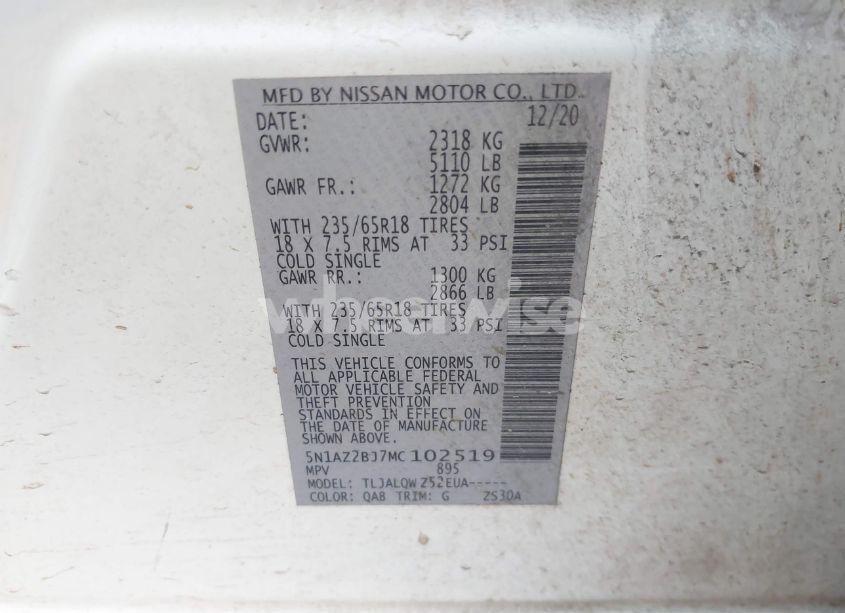 MFD BY NISSAN MOTOR CO., LTD.
DATE: 12/20
GVWR: 2318 KG
5110 LB
GAWR FR.: 1272 KG
2804 LB
WITH 235/65R18 TIRES
18 X 7.5 RIMS AT 33 PSI
COLD SINGLE
GAWR RR.: 1300 KG
2866 LB
WITH 235/65R18 TIRES
18 X 7.5 RIMS AT 33 PSI
COLD SINGLE
wheelwise
THIS VEHICLE CONFORMS TO
ALL APPLICABLE FEDERAL
MOTOR VEHICLE SAFETY AND
THEFT PREVENTION
STANDARDS IN EFFECT ON
THE DATE OF MANUFACTURE
SHOWN ABOVE.
5N1AZ2BJ7MC102519
MPV 895
MODEL: TLJALQW Z52EUA-----
COLOR: QAB TRIM: G ZS30A